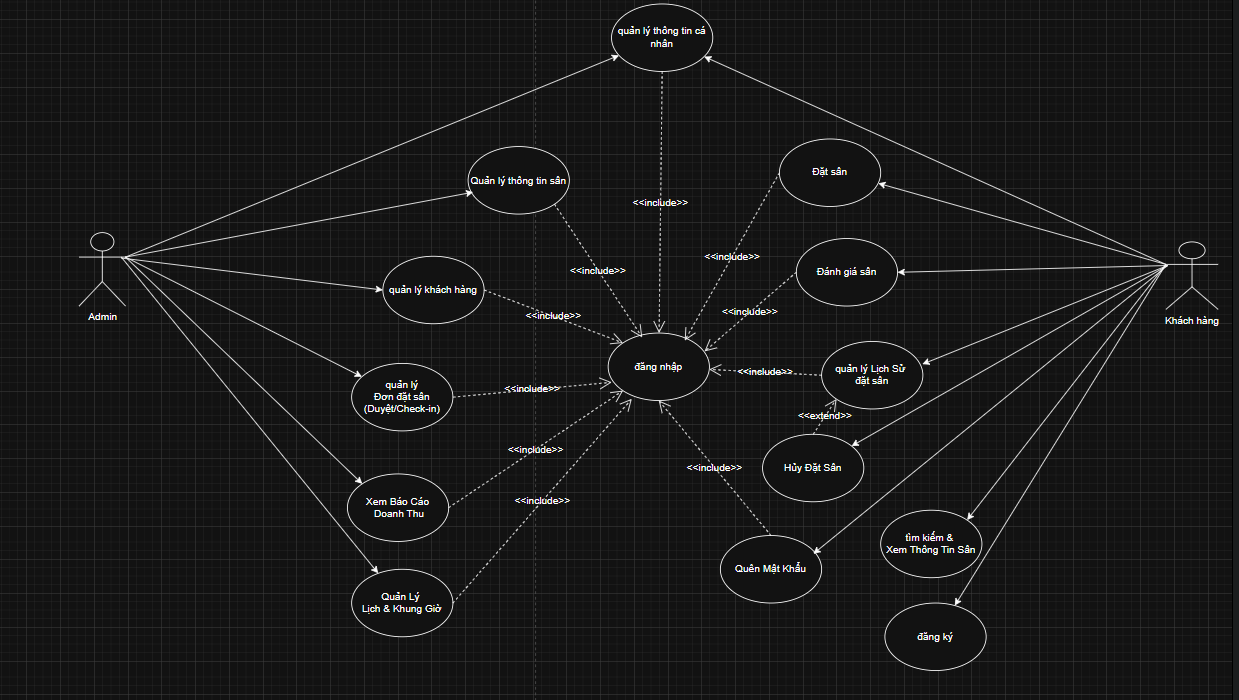 quản lý thông tin cá
nhân
Quản lý thông tin sân
Đặt sân
<<include>>
<<include>>
<<include>>
Đánh giá sân
quản lý khách hàng
<<include>>
<<include>>
Admin
Khách hàng
đăng nhập
<<include>>
quản lý Lịch Sử
đặt sân
quản lý
Đơn đặt sân
(Duyệt/Check-in)
<<include>>
<<extend>>
<<include>>
<<include>>
Hủy Đặt Sân
Xem Báo Cáo
Doanh Thu
<<include>>
tìm kiếm &
Xem Thông Tin Sân
Quên Mật Khẩu
Quản Lý
Lịch & Khung Giờ
đăng ký